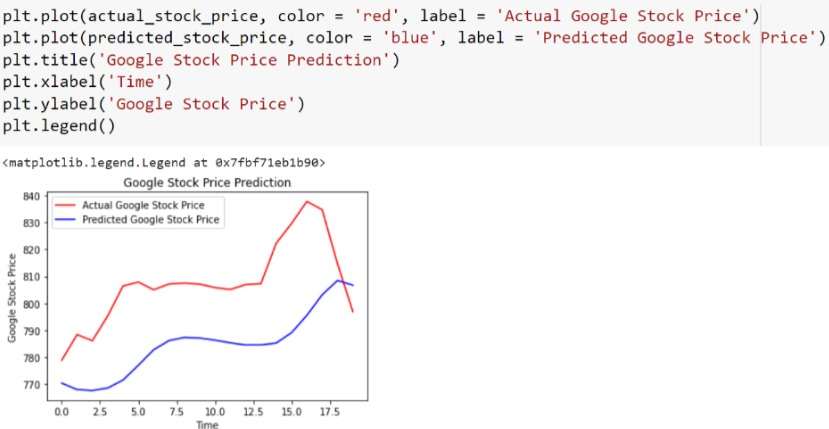 plt.plot(actual_stock_price, color = 'red', label = 'Actual Google Stock Price')
plt.plot(predicted_stock_price, color = 'blue', label = 'Predicted Google Stock Price')
plt.title('Google Stock Price Prediction')
plt.xlabel('Time')
plt.ylabel('Google Stock Price')
plt.legend()
<matplotlib.legend.Legend at 0x7fbf71eb1b90>
Google Stock Price Prediction
Actual Google Stock Price
Predicted Google Stock Price
Google Stock Price
840
830
820
810
800
790
780
770
0.0 2.5 5.0 7.5 10.0 12.5 15.0 17.5
Time